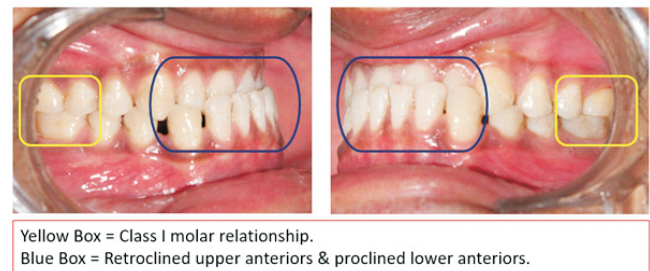 Yellow Box = Class I molar relationship.
Blue Box = Retroclined upper anteriors & proclined lower anteriors.